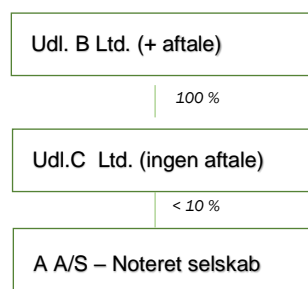 Udl. B Ltd. (+ aftale)
100 %
Udl.C Ltd. (ingen aftale)
< 10 %
A A/S – Noteret selskab